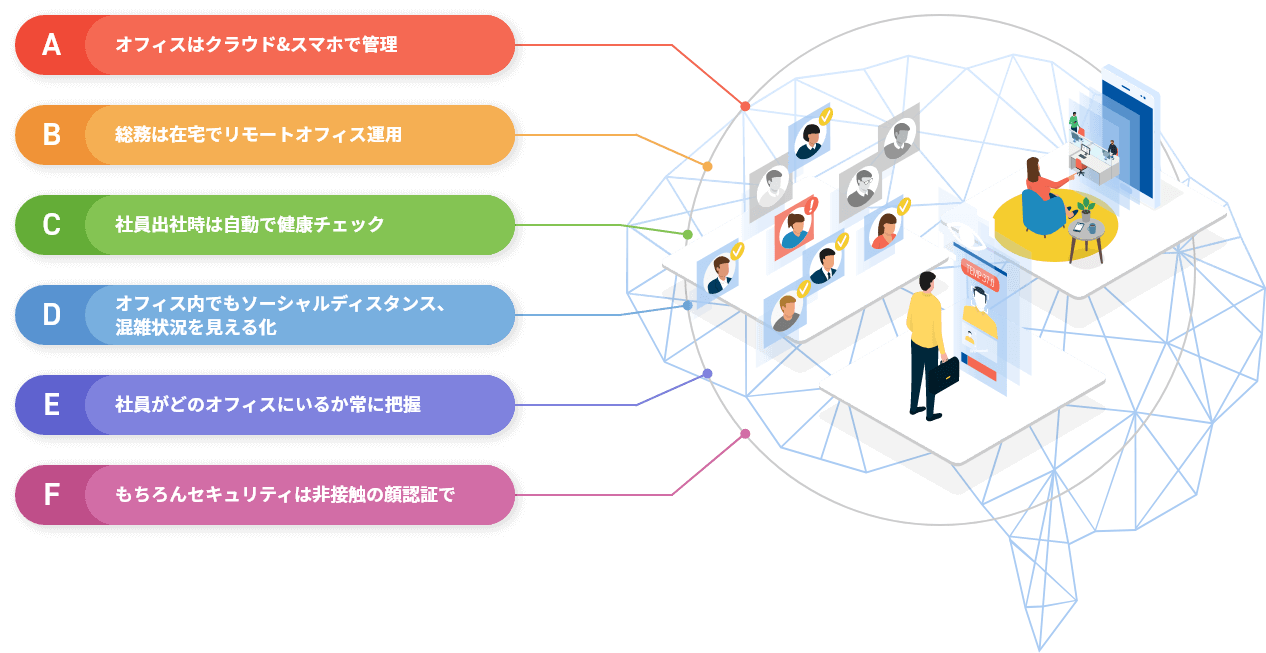 A
オフィスはクラウド&スマホで管理
B
総務は在宅でリモートオフィス運用
C
社員出社時は自動で健康チェック
D
オフィス内でもソーシャルディスタンス、
混雑状況を見える化
E
社員がどのオフィスにいるか常に把握
F
もちろんセキュリティは非接触の顔認証で